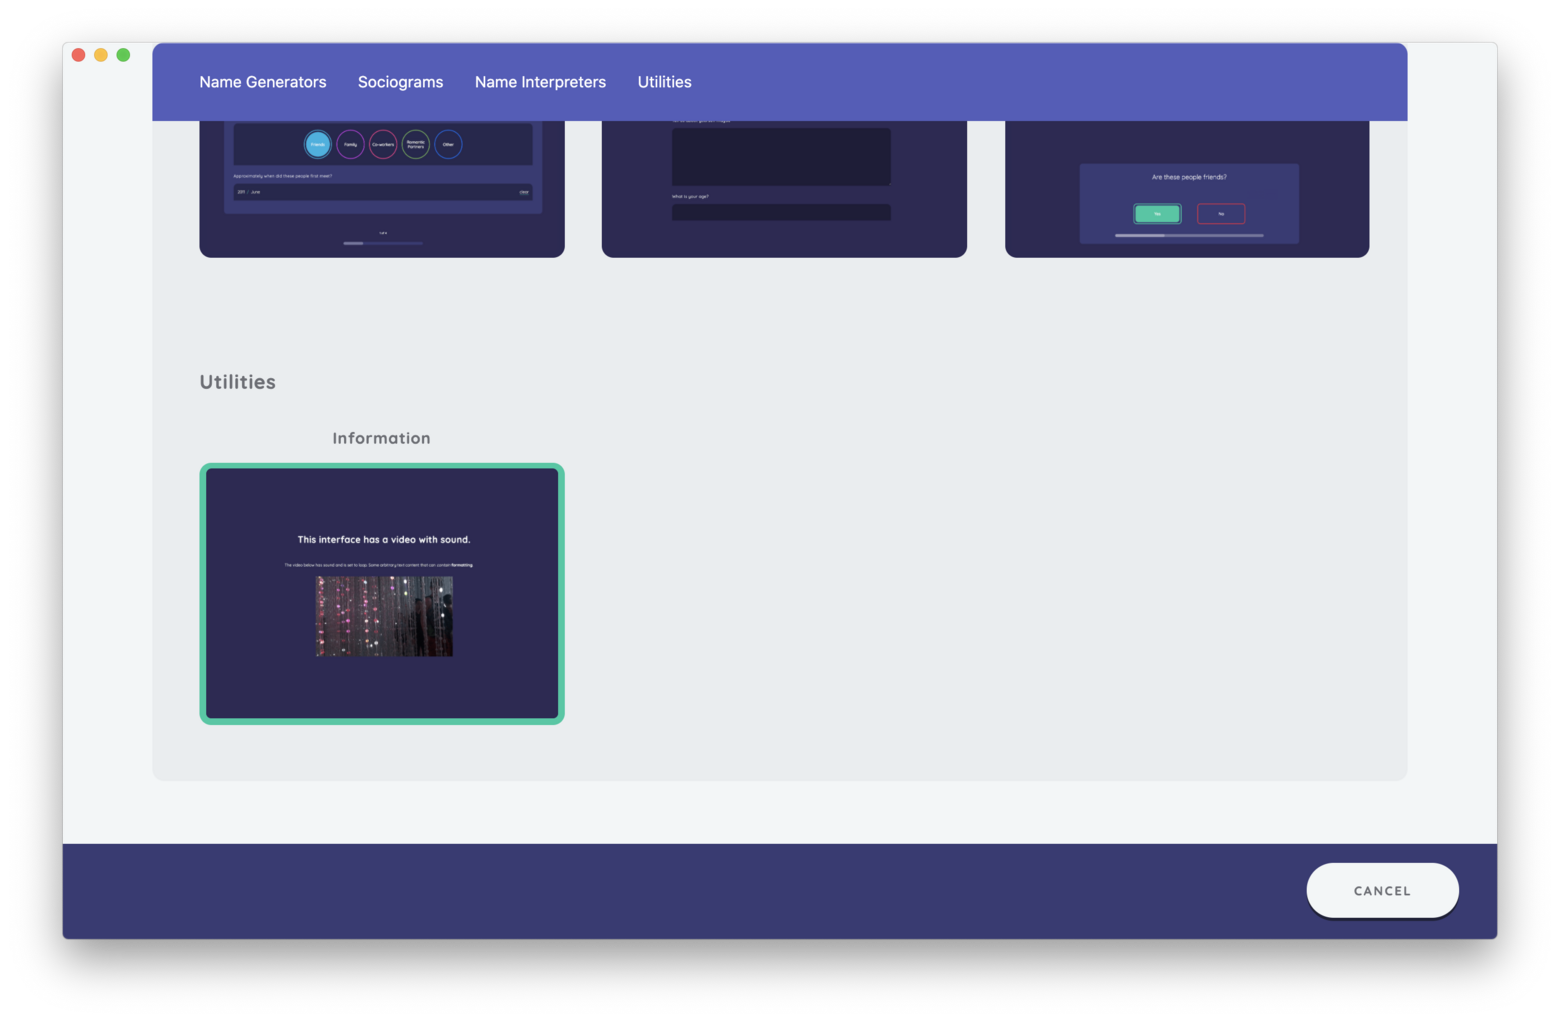 Name Generators Sociograms Name Interpreters Utilities
Friends Family Co-workers Romantic Partners Other
Approximately when did these people first meet?
2011 / June clear
What is your age?
Are these people friends?
Yes No
Utilities
Information
This interface has a video with sound.
The video below has sound and is set to loop. Some arbitrary text content that can contain formatting.
CANCEL